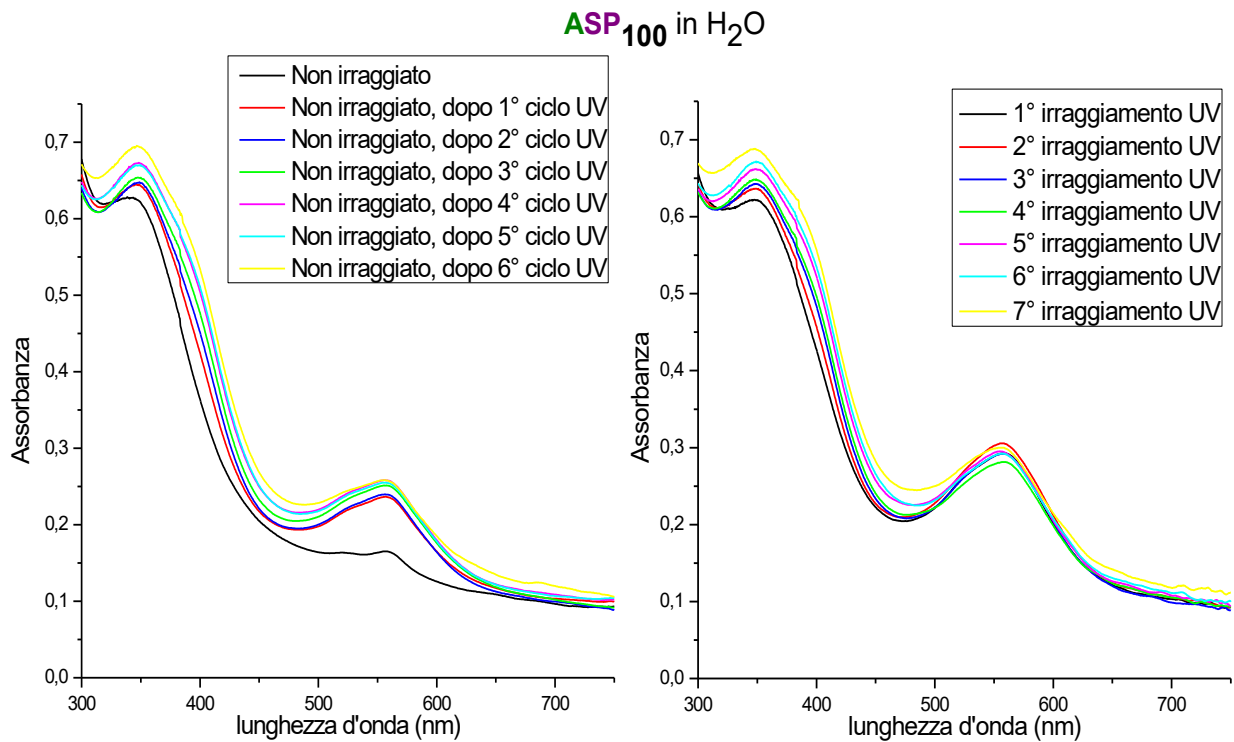 ASP100 in H2O
Non irraggiato
Non irraggiato, dopo 1° ciclo UV
Non irraggiato, dopo 2° ciclo UV
Non irraggiato, dopo 3° ciclo UV
Non irraggiato, dopo 4° ciclo UV
Non irraggiato, dopo 5° ciclo UV
Non irraggiato, dopo 6° ciclo UV
0,7
0,6
0,5
0,4
0,3
0,2
0,1
0,0
Assorbanza
300 400 500 600 700
lunghezza d'onda (nm)
1° irraggiamento UV
2° irraggiamento UV
3° irraggiamento UV
4° irraggiamento UV
5° irraggiamento UV
6° irraggiamento UV
7° irraggiamento UV
0,7
0,6
0,5
0,4
0,3
0,2
0,1
0,0
Assorbanza
300 400 500 600 700
lunghezza d'onda (nm)